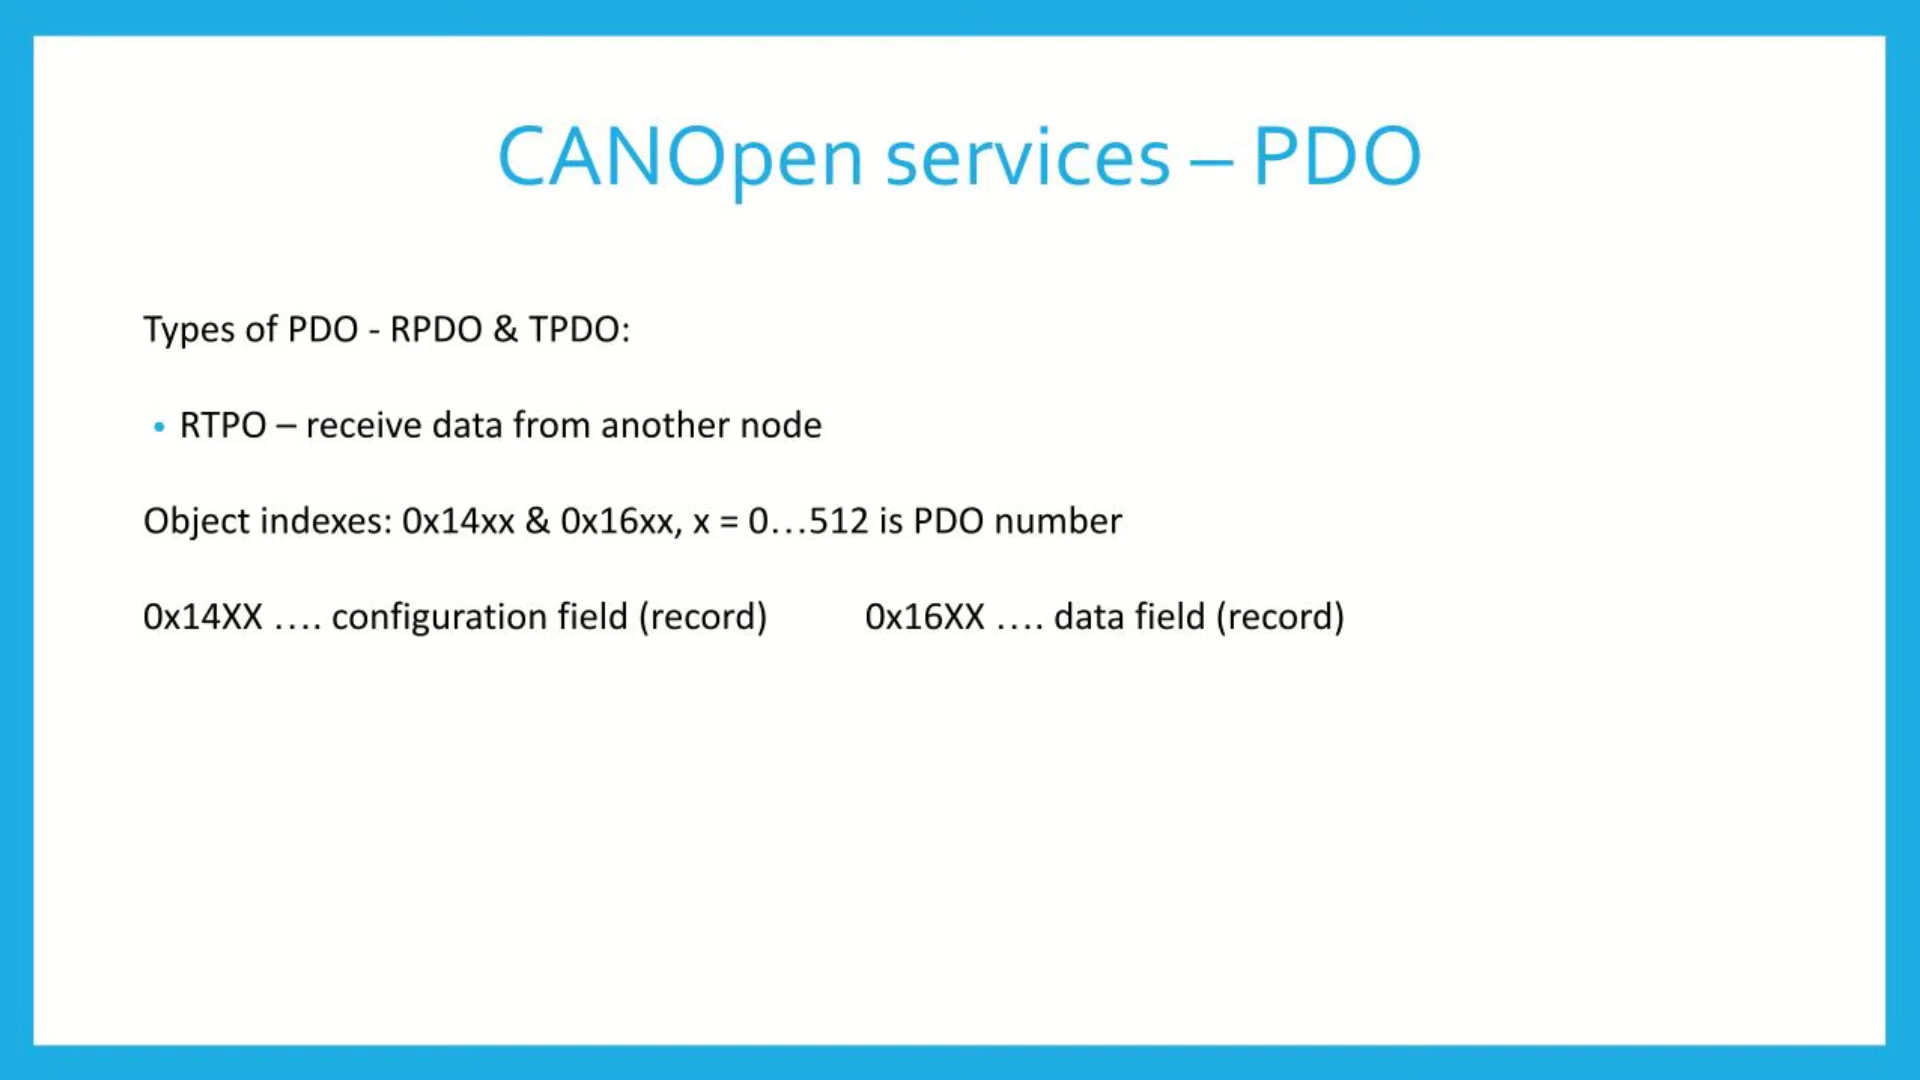 CANOpen services – PDO
Types of PDO - RPDO & TPDO:
• RTPO – receive data from another node
Object indexes: 0x14xx & 0x16xx, x = 0…512 is PDO number
0x14XX …. configuration field (record) 0x16XX …. data field (record)